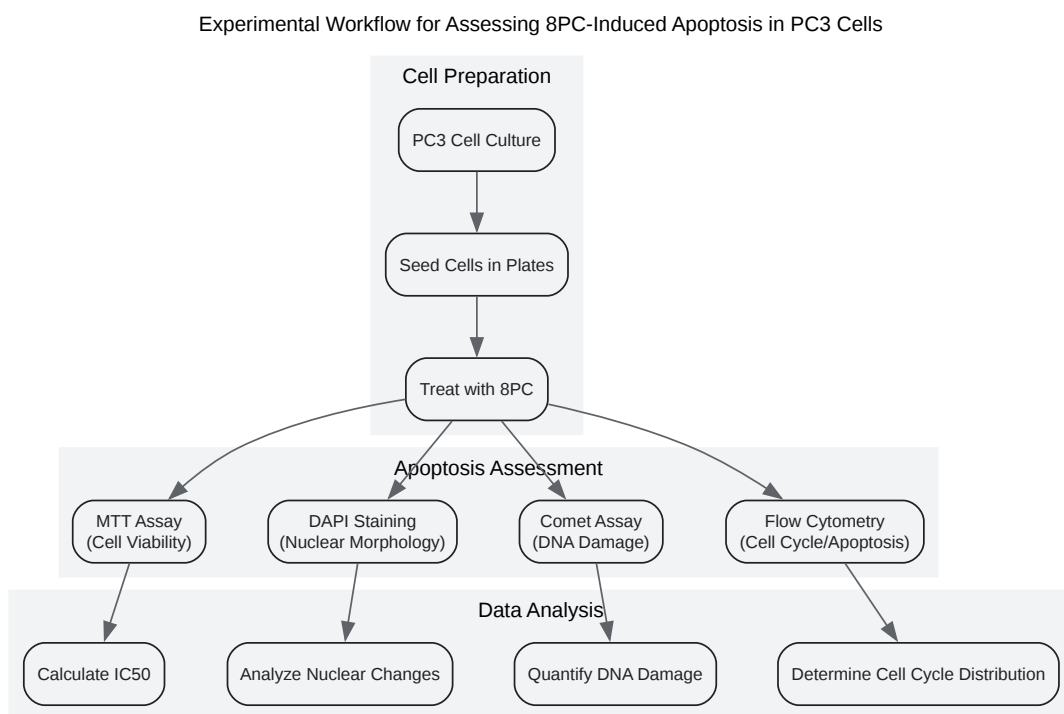 Experimental Workflow for Assessing 8PC-Induced Apoptosis in PC3 Cells
Cell Preparation
PC3 Cell Culture
Seed Cells in Plates
Treat with 8PC
Apoptosis Assessment
MTT Assay
(Cell Viability)
DAPI Staining
(Nuclear Morphology)
Comet Assay
(DNA Damage)
Flow Cytometry
(Cell Cycle/Apoptosis)
Data Analysis
Calculate IC50
Analyze Nuclear Changes
Quantify DNA Damage
Determine Cell Cycle Distribution